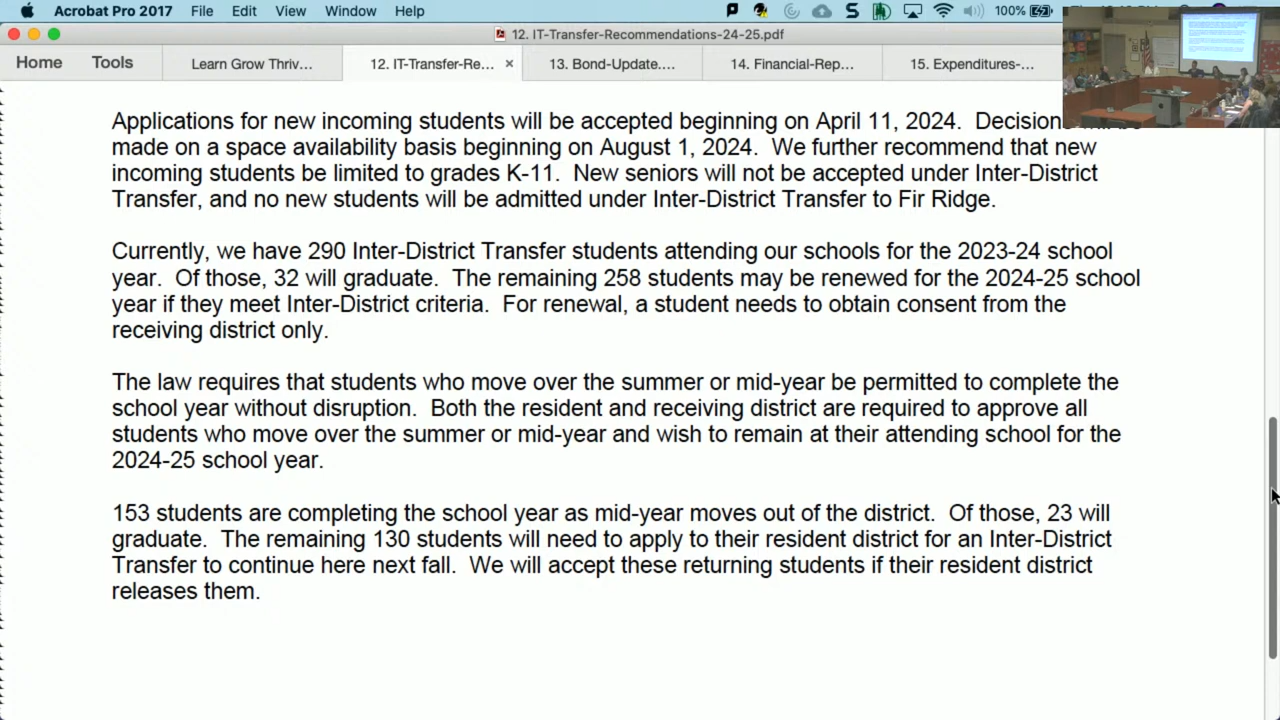 Acrobat Pro 2017 File Edit View Window Help
100%
12. IT-Transfer-Recommendations-24-25.pdf
Home Tools Learn Grow Thriv... 12. IT-Transfer-Re... × 13. Bond-Update.... 14. Financial-Rep... 15. Expenditures-...
Applications for new incoming students will be accepted beginning on April 11, 2024. Decision
made on a space availability basis beginning on August 1, 2024. We further recommend that new
incoming students be limited to grades K-11. New seniors will not be accepted under Inter-District
Transfer, and no new students will be admitted under Inter-District Transfer to Fir Ridge.
Currently, we have 290 Inter-District Transfer students attending our schools for the 2023-24 school
year. Of those, 32 will graduate. The remaining 258 students may be renewed for the 2024-25 school
year if they meet Inter-District criteria. For renewal, a student needs to obtain consent from the
receiving district only.
The law requires that students who move over the summer or mid-year be permitted to complete the
school year without disruption. Both the resident and receiving district are required to approve all
students who move over the summer or mid-year and wish to remain at their attending school for the
2024-25 school year.
153 students are completing the school year as mid-year moves out of the district. Of those, 23 will
graduate. The remaining 130 students will need to apply to their resident district for an Inter-District
Transfer to continue here next fall. We will accept these returning students if their resident district
releases them.